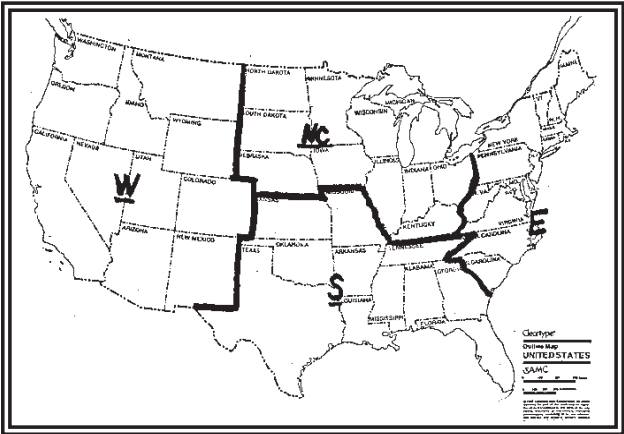 WASHINGTON
MONTANA
NORTH DAKOTA
MINNESOTA
MAINE
OREGON
IDAHO
SOUTH DAKOTA
WISCONSIN
MICHIGAN
VT
N.H.
WYOMING
NC
NEW YORK
CALIFORNIA
NEVADA
UTAH
NEBRASKA
IOWA
ILLINOIS
INDIANA
OHIO
PENNSYLVANIA
W
COLORADO
KANSAS
MISSOURI
KENTUCKY
VIRGINIA
E
ARIZONA
NEW MEXICO
TEXAS
OKLAHOMA
ARKANSAS
TENNESSEE
N.CAROLINA
S.CAROLINA
ALABAMA
S
LOUISIANA
MISSISSIPPI
FLORIDA
Cleartype
Outline Map
UNITED STATES
SAMC